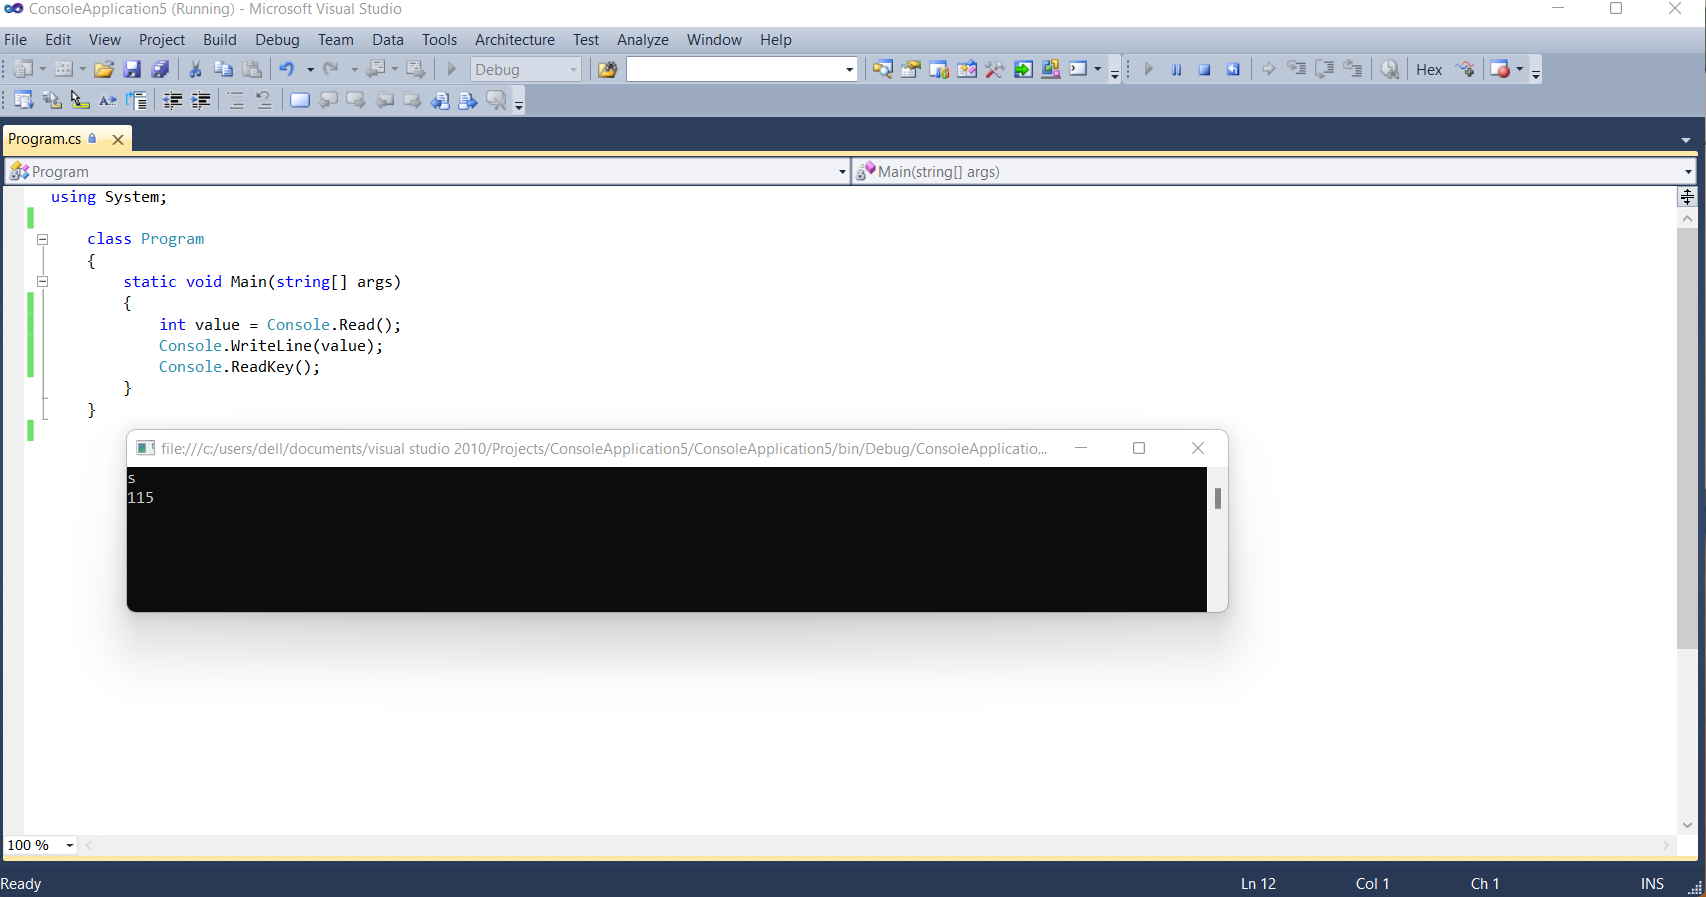 ConsoleApplication5 (Running) - Microsoft Visual Studio
File Edit View Project Build Debug Team Data Tools Architecture Test Analyze Window Help
Debug Hex
Program.cs
Program Main(string[] args)
using System;
class Program
{
static void Main(string[] args)
{
int value = Console.Read();
Console.WriteLine(value);
Console.ReadKey();
}
}
file:///c:/users/dell/documents/visual studio 2010/Projects/ConsoleApplication5/ConsoleApplication5/bin/Debug/ConsoleApplicatio...
s
115
100 %
Ready Ln 12 Col 1 Ch 1 INS